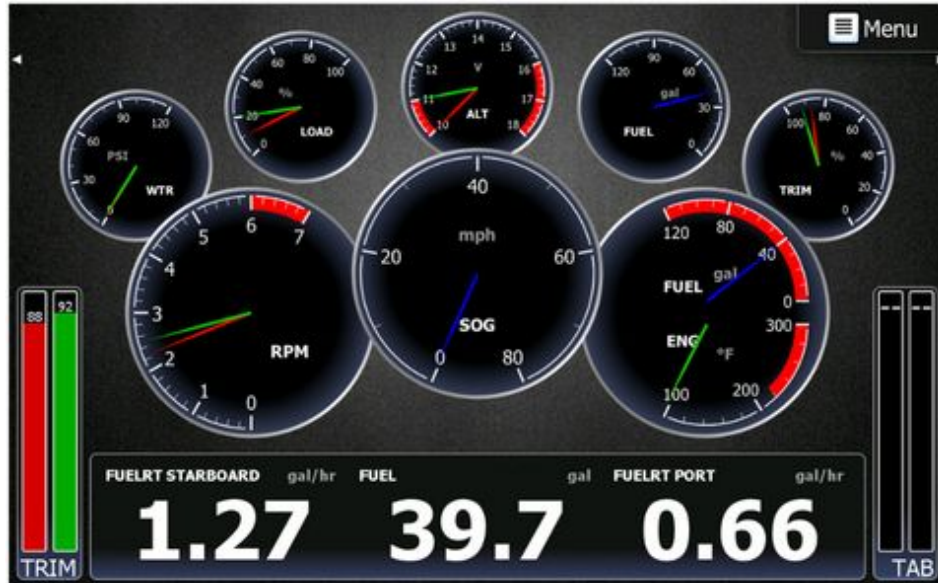 Menu
13 14 15
12 V 16
11 17
10 ALT 18
60 80
40 % 100
20 LOAD
0
120 60
gal 30
FUEL
0
90 120
60
PSI
30 WTR
0
100 80
% 60
40
TRIM 20
0
6 7
5
4
3
2
1 0
RPM
40
mph
20 60
SOG
0 80
120 80 40
gal
FUEL
0
300
ENG °F
100 200
88 92
TRIM
-- --
TAB
FUELRT STARBOARD gal/hr FUEL gal FUELRT PORT gal/hr
1.27 39.7 0.66